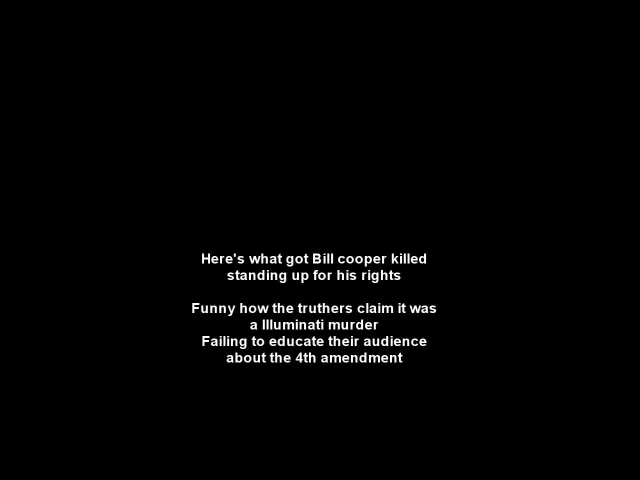 Here's what got Bill cooper killed
standing up for his rights
Funny how the truthers claim it was
a Illuminati murder
Failing to educate their audience
about the 4th amendment